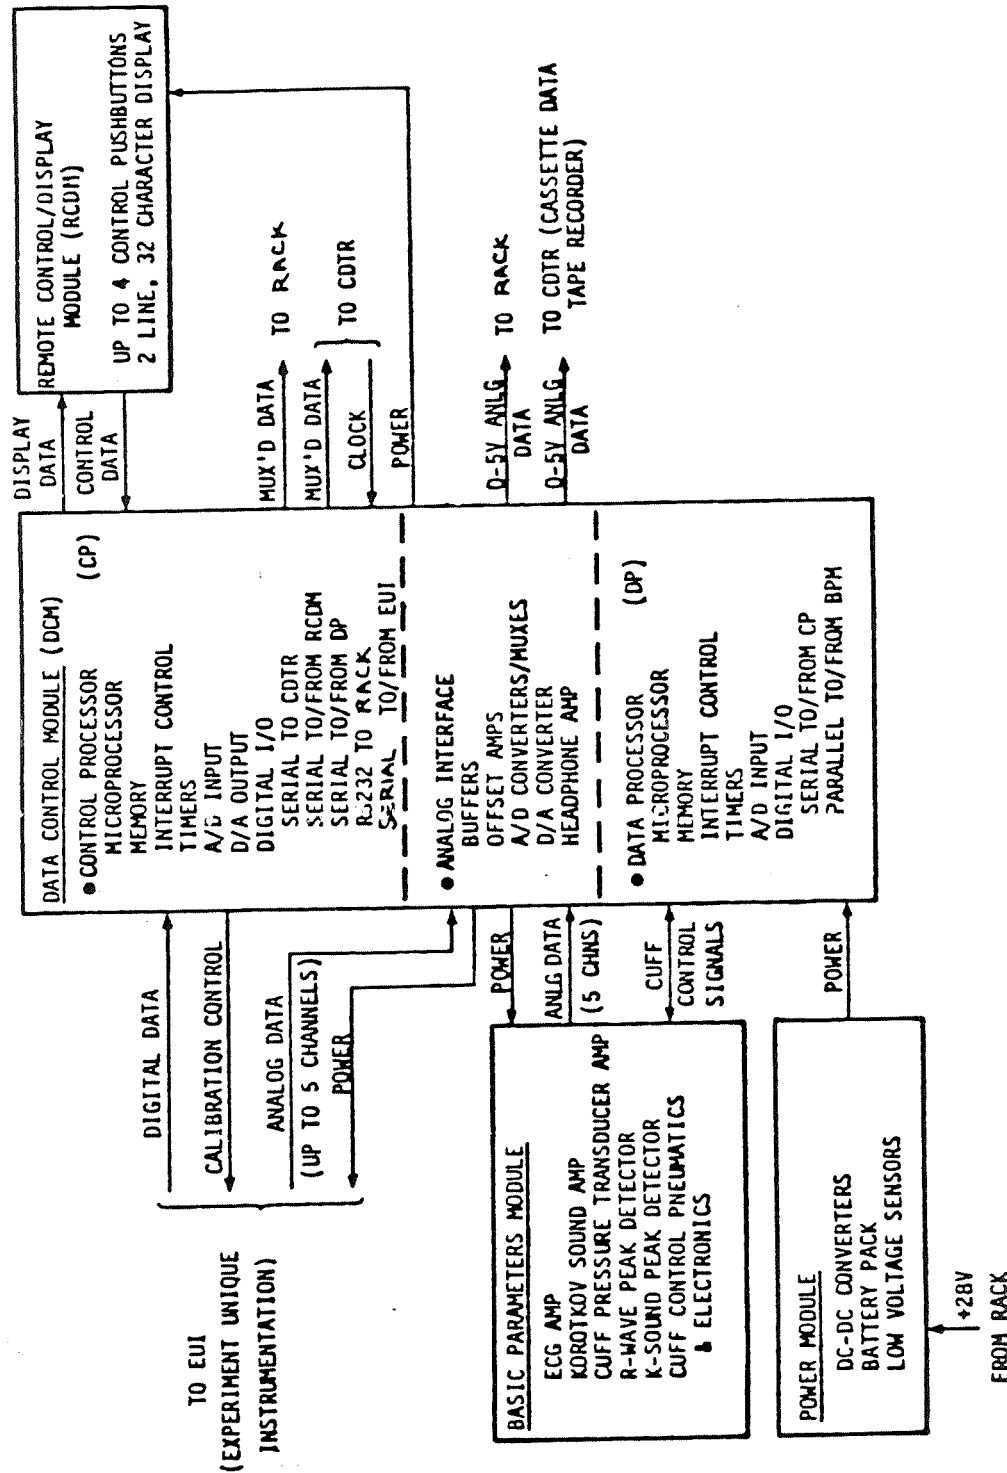 TO EUI
(EXPERIMENT UNIQUE
INSTRUMENTATION)
DIGITAL DATA
CALIBRATION CONTROL
ANALOG DATA
(UP TO 5 CHANNELS)
POWER
BASIC PARAMETERS MODULE
ECG AMP
KOROTKOV SOUND AMP
CUFF PRESSURE TRANSDUCER AMP
R-WAVE PEAK DETECTOR
K-SOUND PEAK DETECTOR
CUFF CONTROL PNEUMATICS
& ELECTRONICS
POWER
ANLG DATA
(5 CHNS)
CUFF
CONTROL
SIGNALS
POWER MODULE
DC-DC CONVERTERS
BATTERY PACK
LOW VOLTAGE SENSORS
+28V
FROM RACK
POWER
DATA CONTROL MODULE (DCM)
● CONTROL PROCESSOR (CP)
MICROPROCESSOR
MEMORY
INTERRUPT CONTROL
TIMERS
A/D INPUT
D/A OUTPUT
DIGITAL I/O
SERIAL TO CDTR
SERIAL TO/FROM RCDM
SERIAL TO/FROM DP
RS232 TO RACK
SERIAL TO/FROM EUI
● ANALOG INTERFACE
BUFFERS
OFFSET AMPS
A/D CONVERTERS/MUXES
D/A CONVERTER
HEADPHONE AMP
● DATA PROCESSOR (DP)
MICROPROCESSOR
MEMORY
INTERRUPT CONTROL
TIMERS
A/D INPUT
DIGITAL I/O
SERIAL TO/FROM CP
PARALLEL TO/FROM BPM
DISPLAY
DATA
CONTROL
DATA
REMOTE CONTROL/DISPLAY
MODULE (RCDM)
UP TO 4 CONTROL PUSHBUTTONS
2 LINE, 32 CHARACTER DISPLAY
MUX'D DATA
TO RACK
MUX'D DATA
CLOCK
TO CDTR
POWER
0-5V ANLG
DATA
TO RACK
0-5V ANLG
DATA
TO CDTR (CASSETTE DATA
TAPE RECORDER)